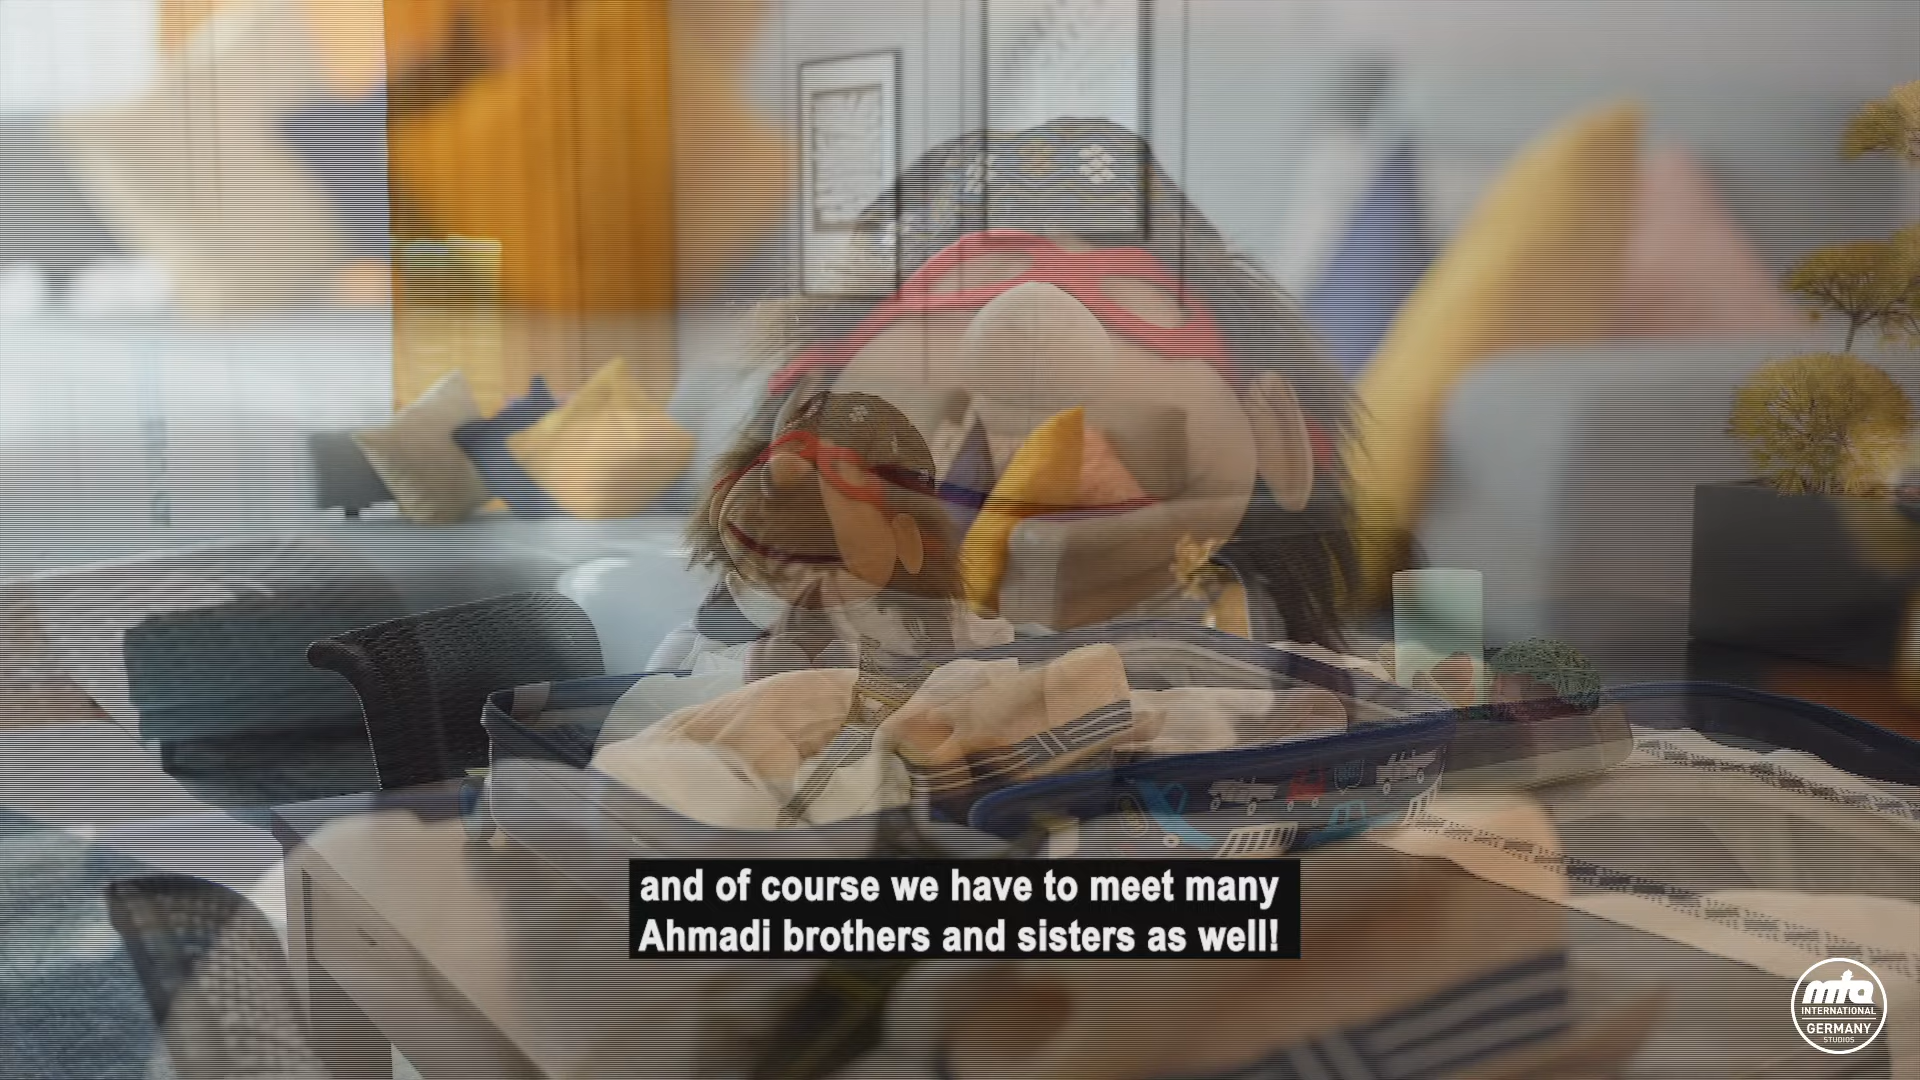 and of course we have to meet many
Ahmadi brothers and sisters as well!
mta
INTERNATIONAL
GERMANY
STUDIOS